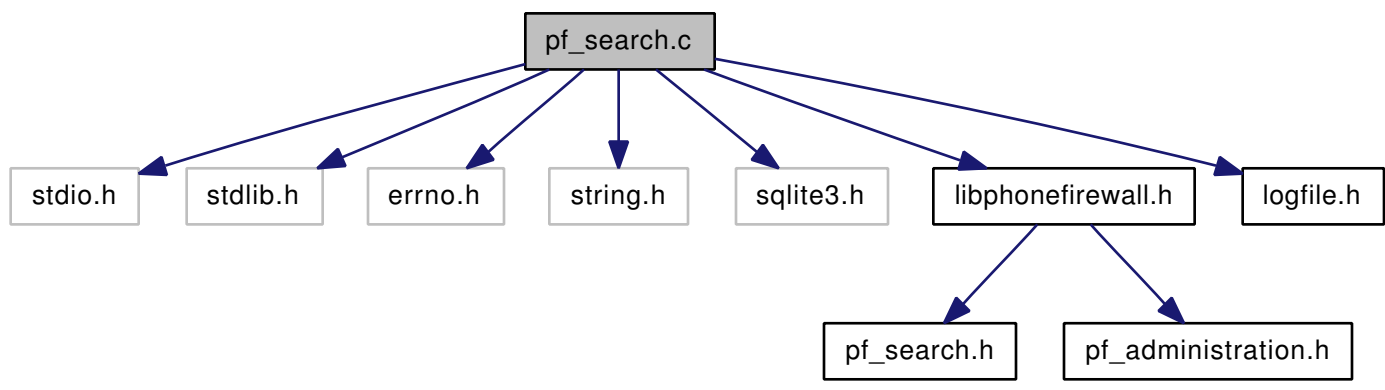 pf_search.c
stdio.h
stdlib.h
errno.h
string.h
sqlite3.h
libphonefirewall.h
logfile.h
pf_search.h
pf_administration.h